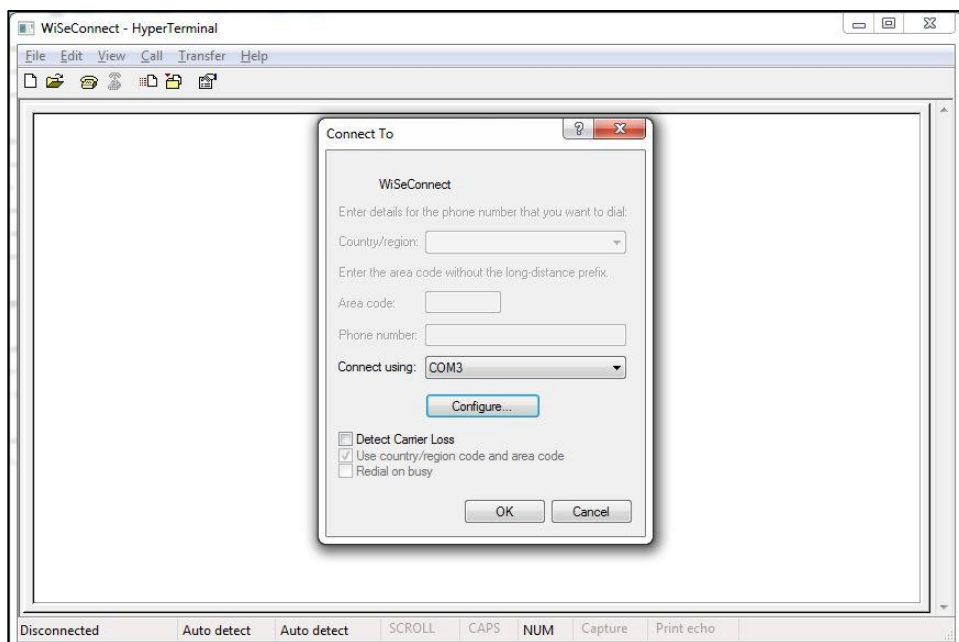 WiSeConnect - HyperTerminal
File Edit View Call Transfer Help
Connect To
WiSeConnect
Enter details for the phone number that you want to dial:
Country/region:
Enter the area code without the long-distance prefix.
Area code:
Phone number:
Connect using: COM3
Configure...
Detect Carrier Loss
Use country/region code and area code
Redial on busy
OK Cancel
Disconnected Auto detect Auto detect SCROLL CAPS NUM Capture Print echo